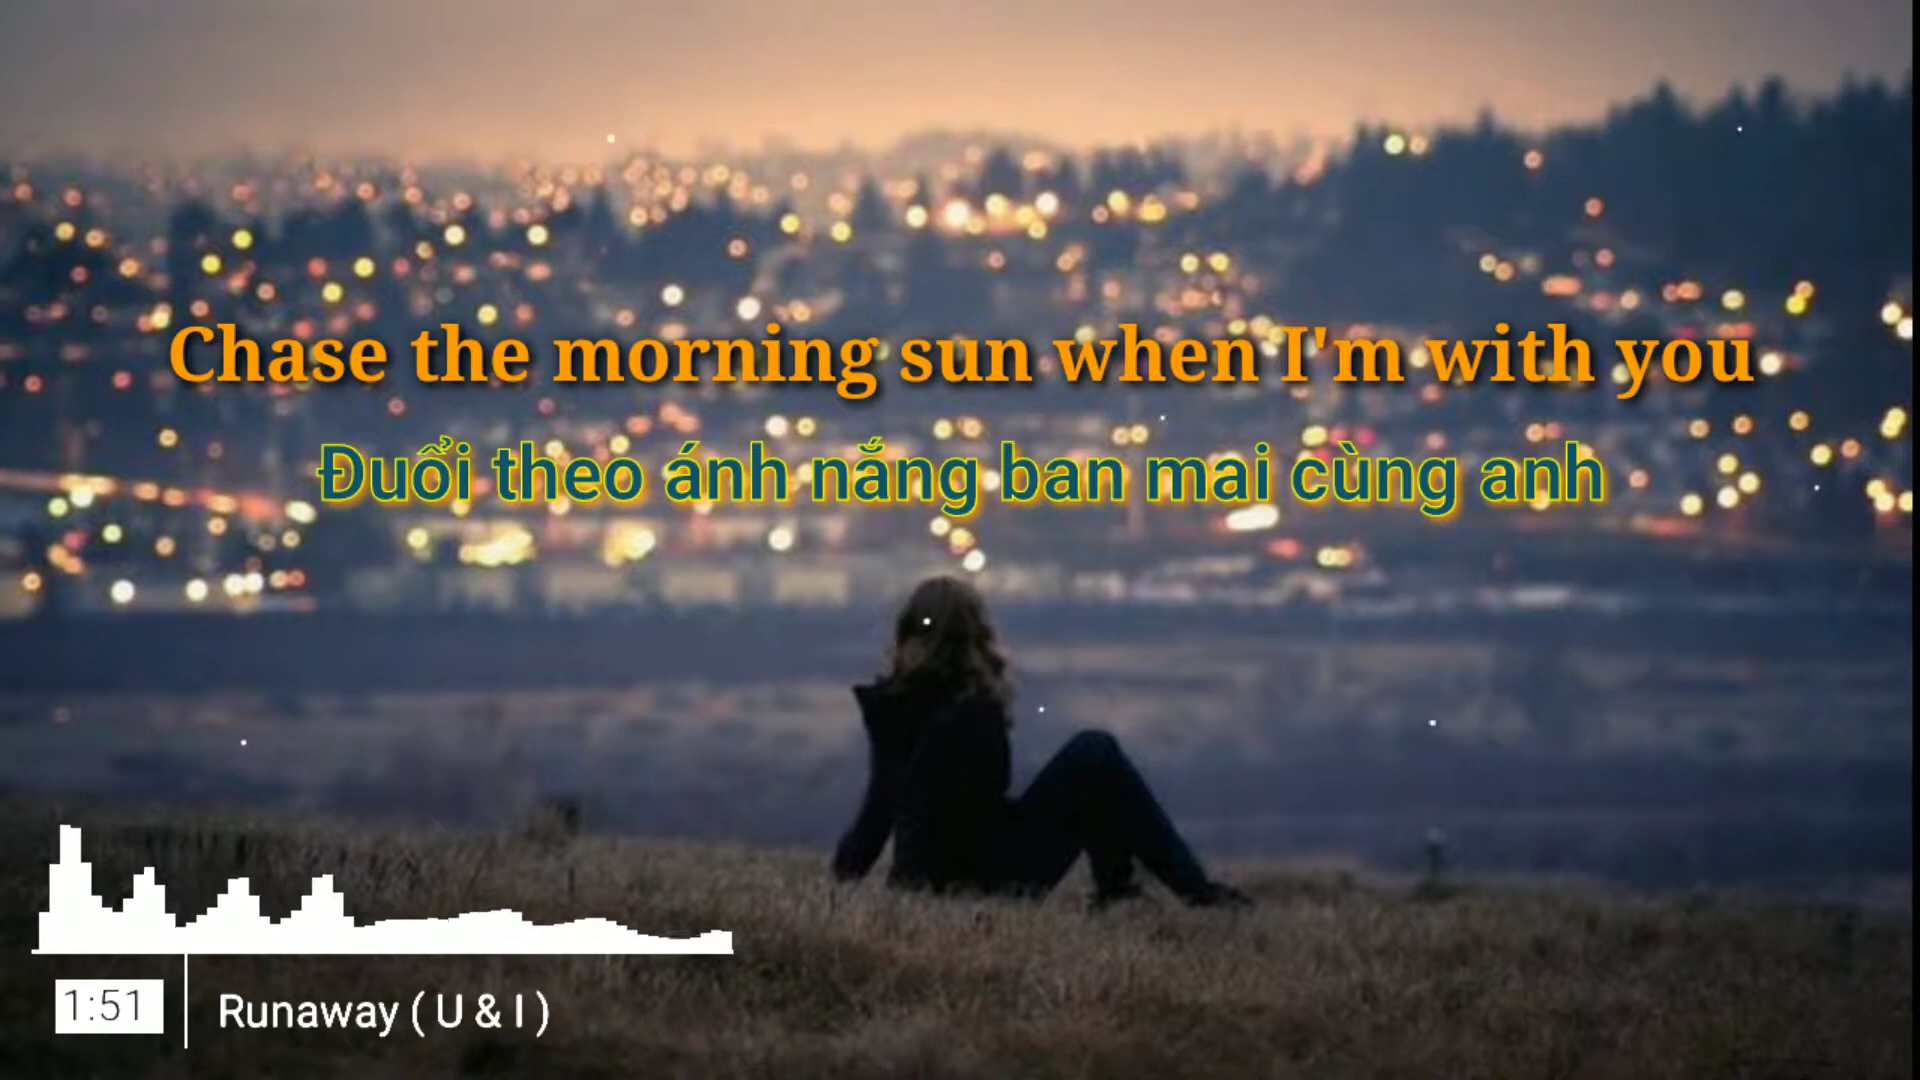 Chase the morning sun when I'm with you
Đuổi theo ánh nắng ban mai cùng anh
1:51
Runaway ( U & I )